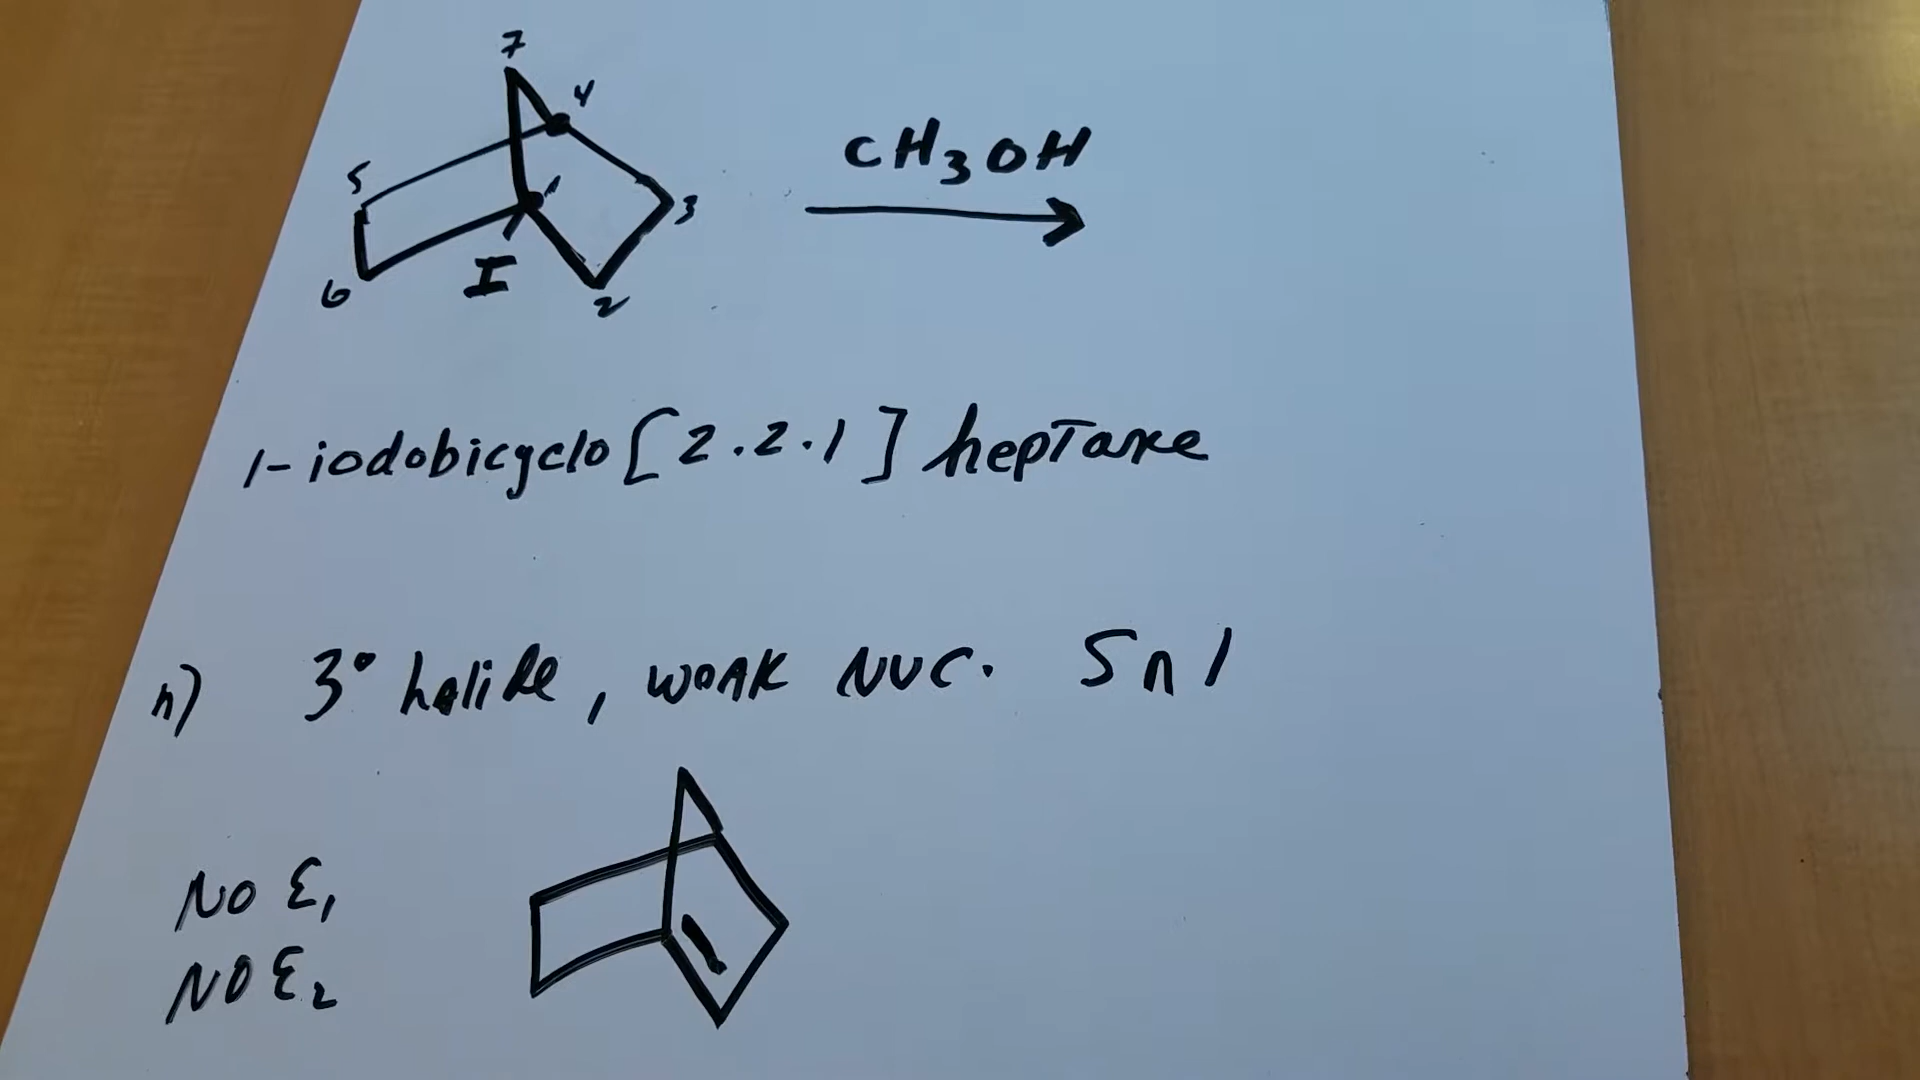 7
4
CH3OH
5
1
3
6
I
2
1-iodobicyclo[2.2.1]heptane
n) 3° halide, weak NUC. Sn1
NO E1
NO E2